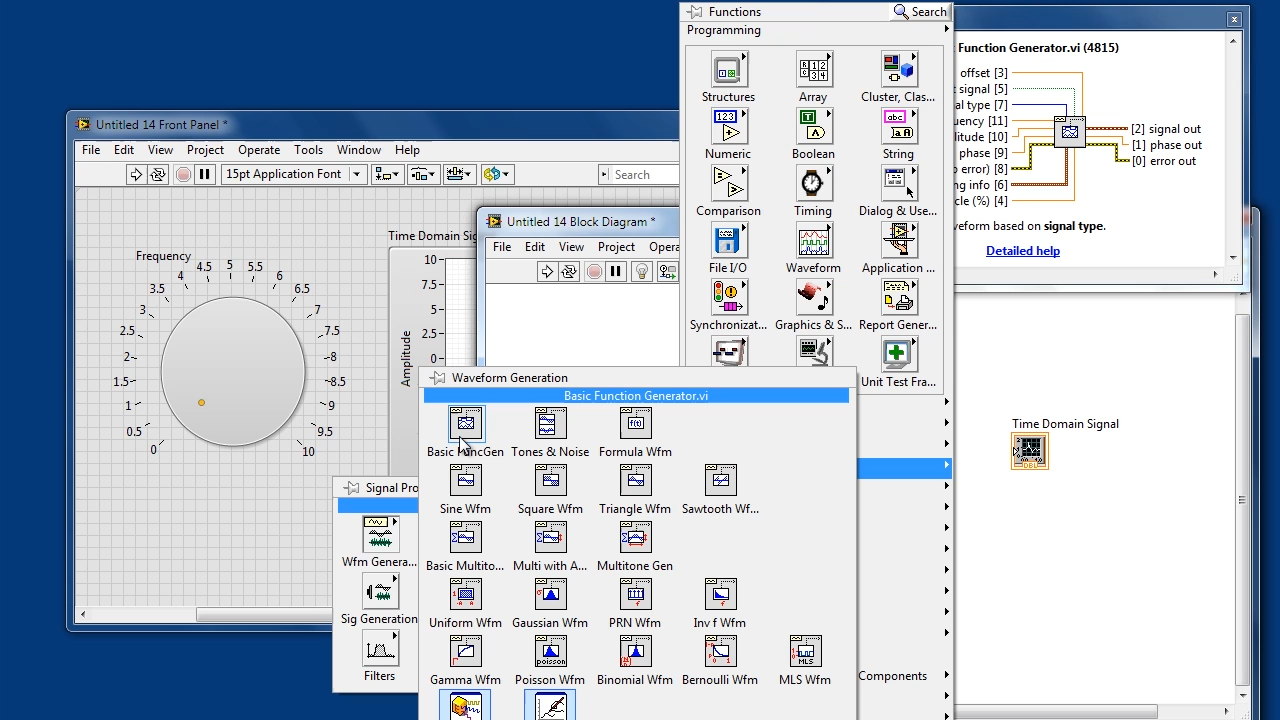 Functions
Search
Programming
Structures
Array
Cluster, Clas...
Numeric
Boolean
String
Comparison
Timing
Dialog & Use...
File I/O
Waveform
Application ...
Synchronizat...
Graphics & S...
Report Gener...
Unit Test Fra...
Components
Function Generator.vi (4815)
offset [3]
signal [5]
al type [7]
uency [11]
litude [10]
phase [9]
o error) [8]
ng info [6]
cle (%) [4]
[2] signal out
[1] phase out
[0] error out
veform based on signal type.
Detailed help
Untitled 14 Front Panel *
File Edit View Project Operate Tools Window Help
15pt Application Font
Search
Frequency
0
0.5
1
1.5
2
2.5
3
3.5
4
4.5
5
5.5
6
6.5
7
7.5
8
8.5
9
9.5
10
Time Domain Sig
Amplitude
10
7.5
5
2.5
0
Untitled 14 Block Diagram *
File Edit View Project Opera
Time Domain Signal
DBL
Signal Pro
Wfm Genera...
Sig Generation
Filters
Waveform Generation
Basic Function Generator.vi
Basic FuncGen
Tones & Noise
Formula Wfm
Sine Wfm
Square Wfm
Triangle Wfm
Sawtooth Wf...
Basic Multito...
Multi with A...
Multitone Gen
Uniform Wfm
Gaussian Wfm
PRN Wfm
Inv f Wfm
Gamma Wfm
Poisson Wfm
Binomial Wfm
Bernoulli Wfm
MLS Wfm